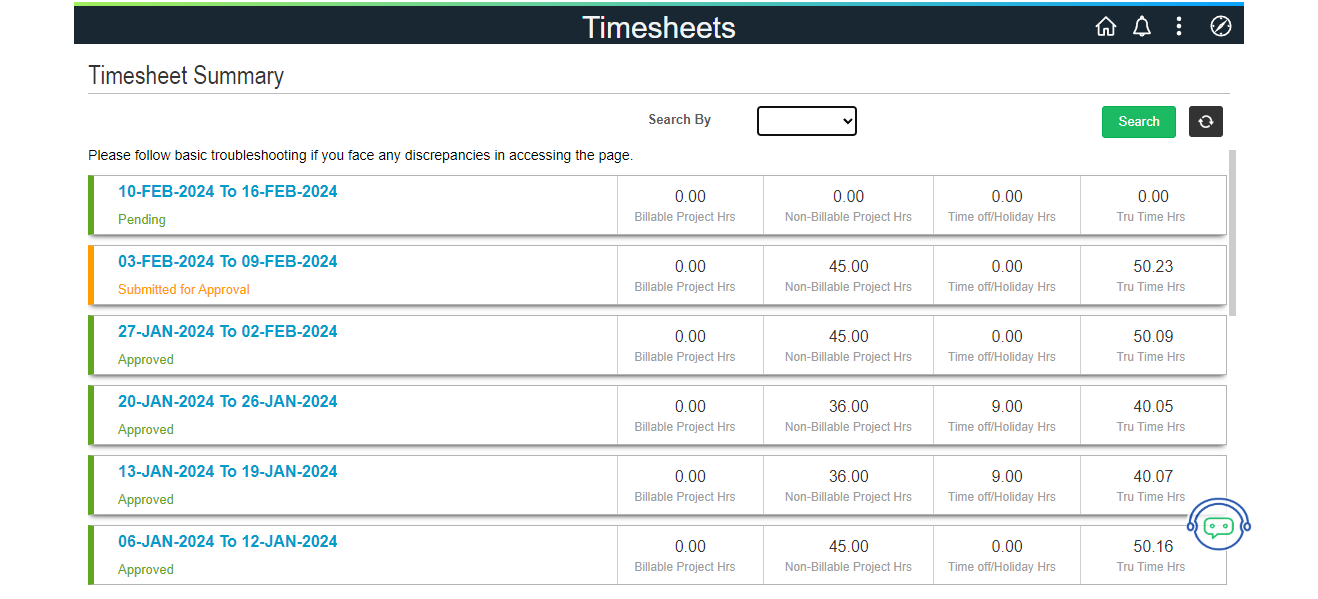 Timesheets
Timesheet Summary
Search By
Search
Please follow basic troubleshooting if you face any discrepancies in accessing the page.
10-FEB-2024 To 16-FEB-2024
Pending
0.00
Billable Project Hrs
0.00
Non-Billable Project Hrs
0.00
Time off/Holiday Hrs
0.00
Tru Time Hrs
03-FEB-2024 To 09-FEB-2024
Submitted for Approval
0.00
Billable Project Hrs
45.00
Non-Billable Project Hrs
0.00
Time off/Holiday Hrs
50.23
Tru Time Hrs
27-JAN-2024 To 02-FEB-2024
Approved
0.00
Billable Project Hrs
45.00
Non-Billable Project Hrs
0.00
Time off/Holiday Hrs
50.09
Tru Time Hrs
20-JAN-2024 To 26-JAN-2024
Approved
0.00
Billable Project Hrs
36.00
Non-Billable Project Hrs
9.00
Time off/Holiday Hrs
40.05
Tru Time Hrs
13-JAN-2024 To 19-JAN-2024
Approved
0.00
Billable Project Hrs
36.00
Non-Billable Project Hrs
9.00
Time off/Holiday Hrs
40.07
Tru Time Hrs
06-JAN-2024 To 12-JAN-2024
Approved
0.00
Billable Project Hrs
45.00
Non-Billable Project Hrs
0.00
Time off/Holiday Hrs
50.16
Tru Time Hrs